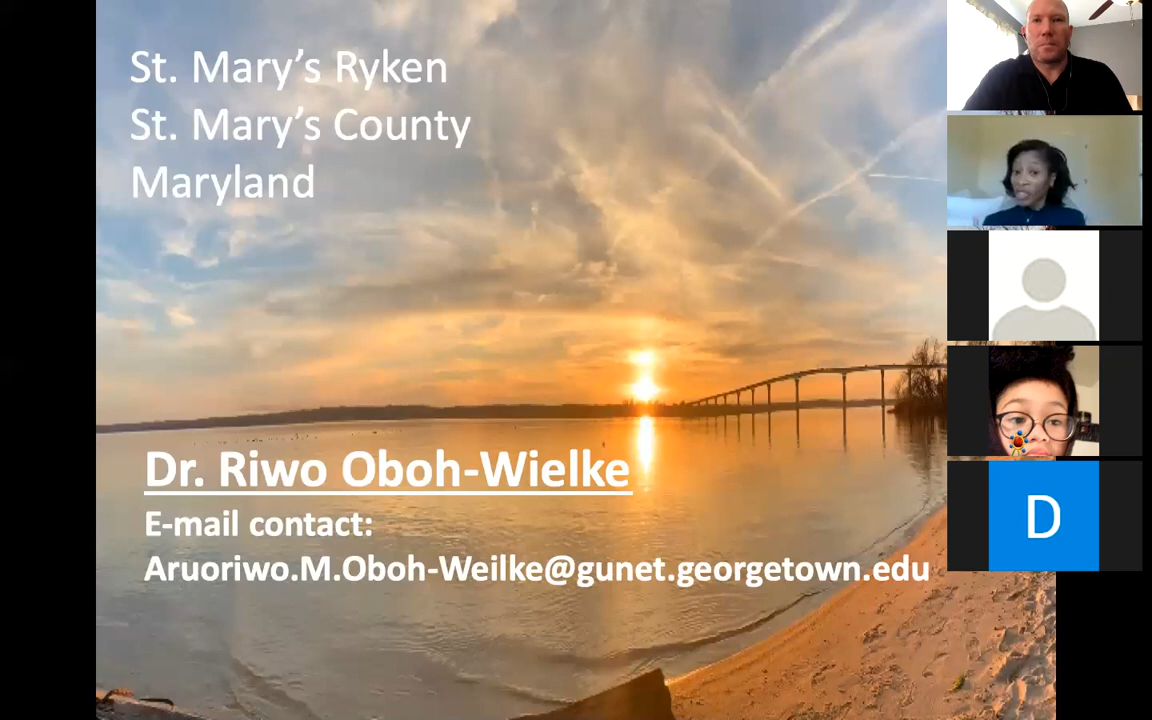 St. Mary’s Ryken
St. Mary’s County
Maryland
Dr. Riwo Oboh-Wielke
E-mail contact:
Aruoriwo.M.Oboh-Weilke@gunet.georgetown.edu
D